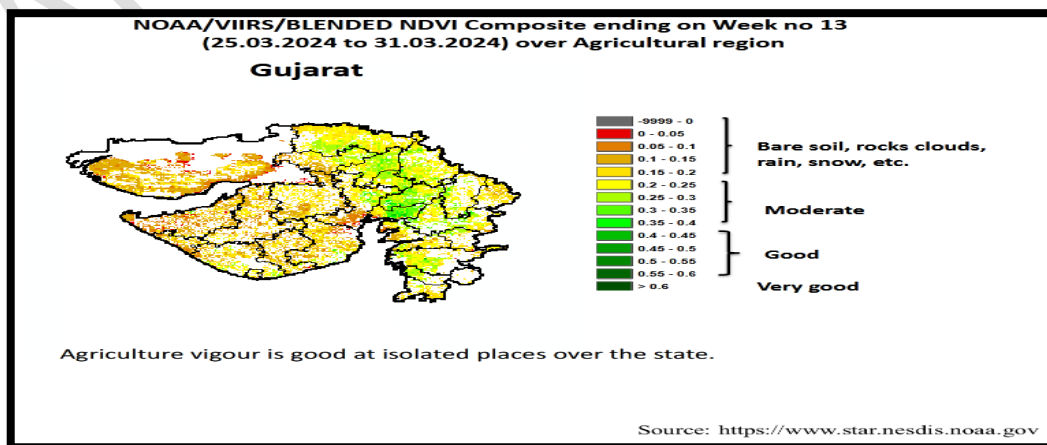 NOAA/VIIRS/BLENDED NDVI Composite ending on Week no 13
(25.03.2024 to 31.03.2024) over Agricultural region
Gujarat
-9999 - 0
0 - 0.05
0.05 - 0.1
0.1 - 0.15
0.15 - 0.2
0.2 - 0.25
0.25 - 0.3
0.3 - 0.35
0.35 - 0.4
0.4 - 0.45
0.45 - 0.5
0.5 - 0.55
0.55 - 0.6
> 0.6
Bare soil, rocks clouds,
rain, snow, etc.
Moderate
Good
Very good
Agriculture vigour is good at isolated places over the state.
Source: https://www.star.nesdis.noaa.gov